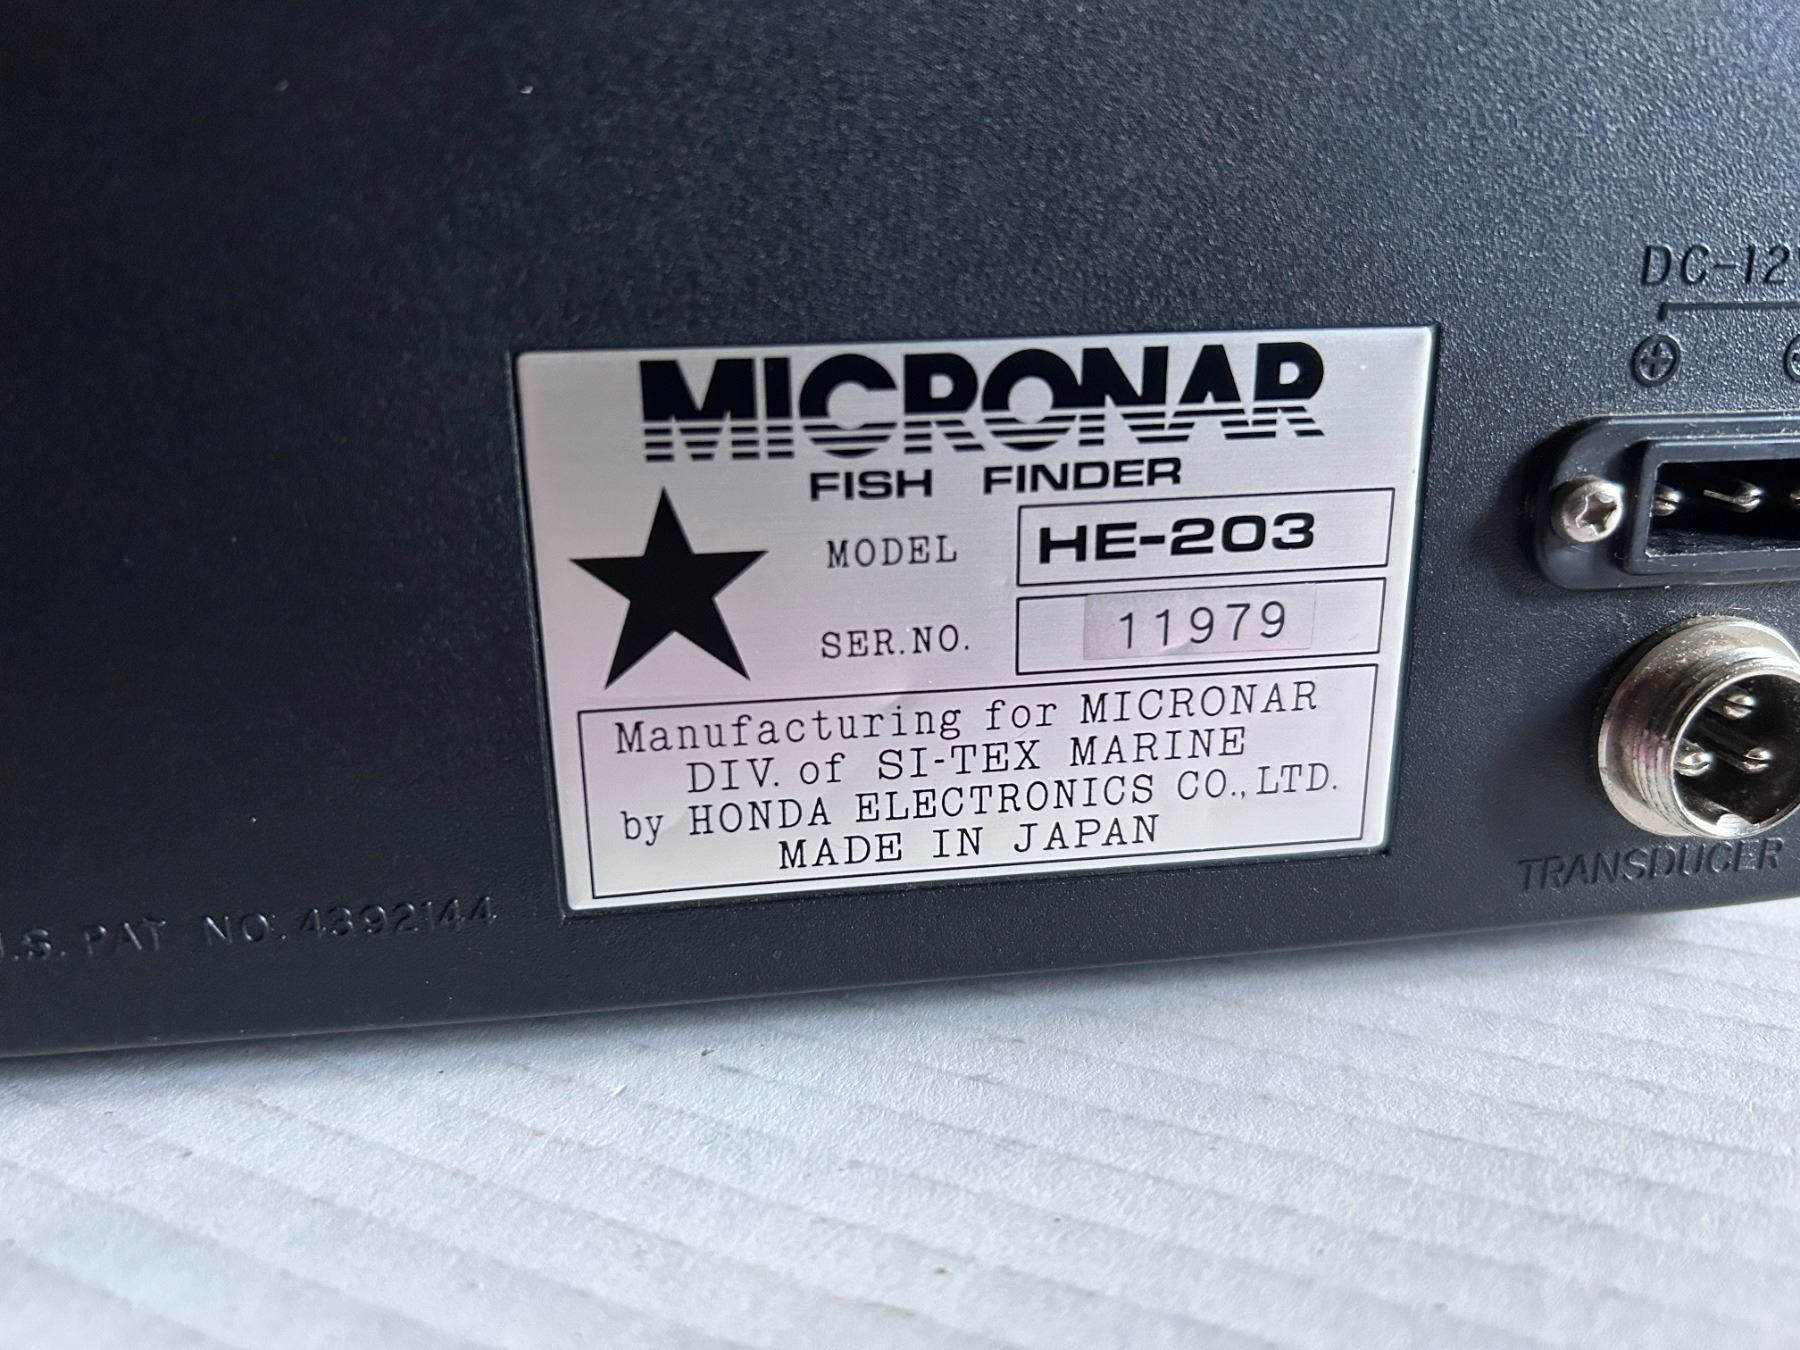 DC-12V
MICRONAR
FISH FINDER
MODEL HE-203
SER.NO. 11979
Manufacturing for MICRONAR
DIV. of SI-TEX MARINE
by HONDA ELECTRONICS CO., LTD.
MADE IN JAPAN
TRANSDUCER
U.S. PAT NO. 4392144